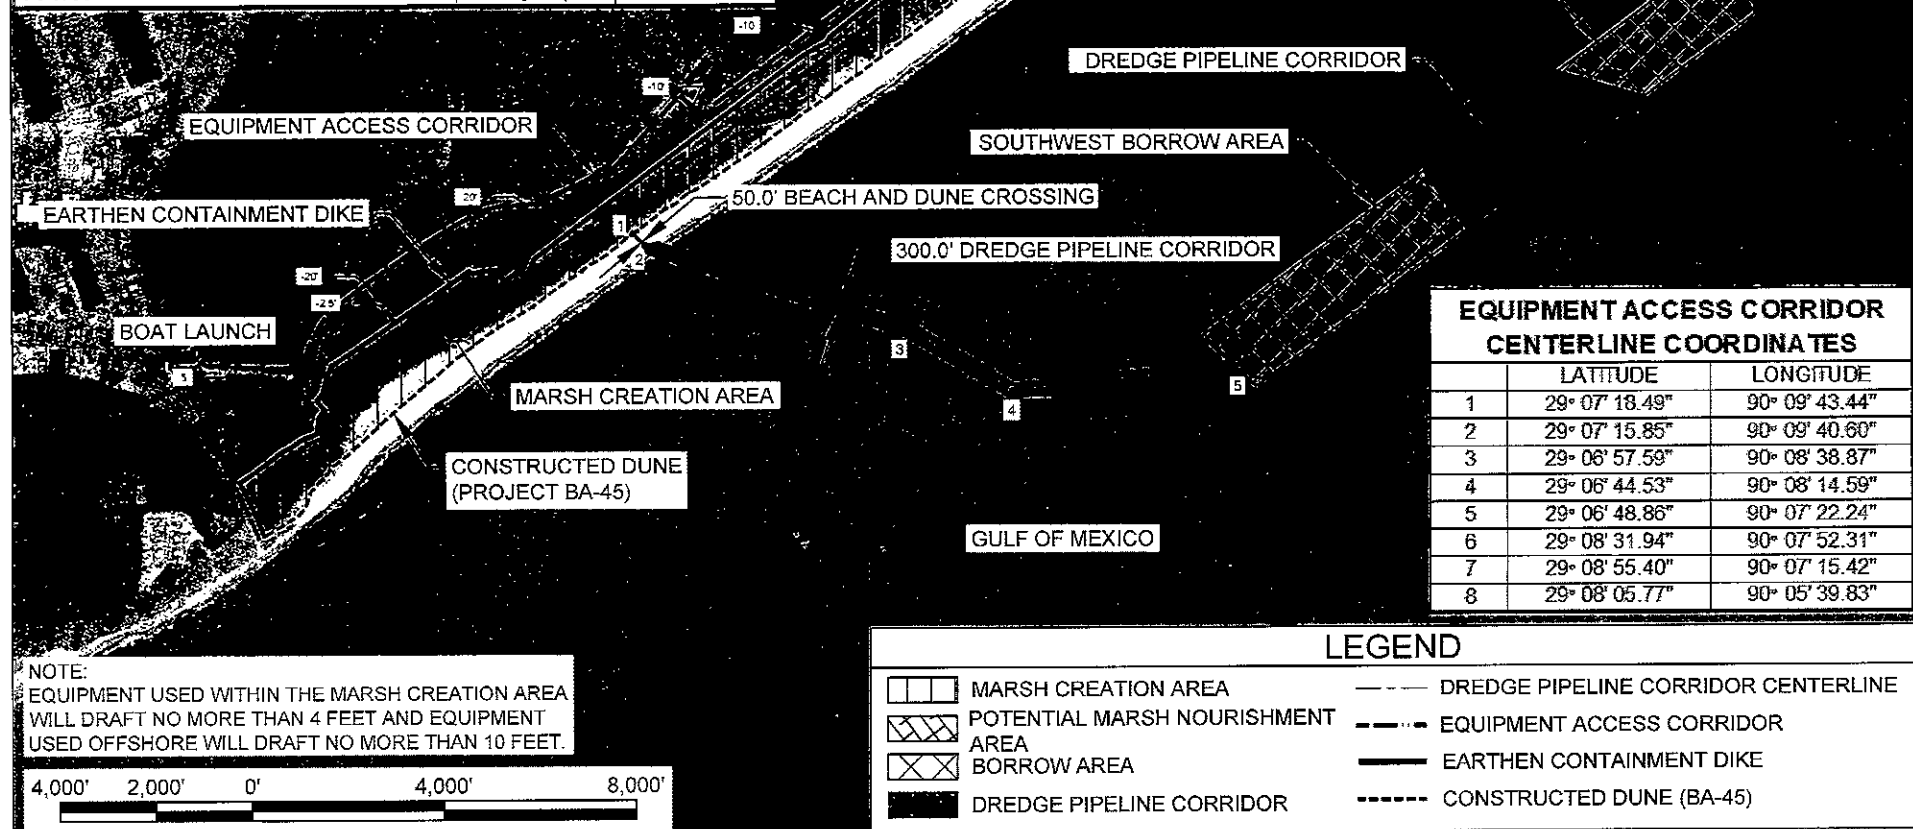 -10
DREDGE PIPELINE CORRIDOR
-10'
EQUIPMENT ACCESS CORRIDOR
SOUTHWEST BORROW AREA
-20'
50.0' BEACH AND DUNE CROSSING
EARTHEN CONTAINMENT DIKE
1
2
300.0' DREDGE PIPELINE CORRIDOR
-20'
-25'
BOAT LAUNCH
3
5
4
MARSH CREATION AREA
CONSTRUCTED DUNE
(PROJECT BA-45)
GULF OF MEXICO
EQUIPMENT ACCESS CORRIDOR
CENTERLINE COORDINATES
LATITUDE LONGITUDE
1 29° 07' 18.49" 90° 09' 43.44"
2 29° 07' 15.85" 90° 09' 40.60"
3 29° 06' 57.59" 90° 08' 38.87"
4 29° 06' 44.53" 90° 08' 14.59"
5 29° 06' 48.86" 90° 07' 22.24"
6 29° 08' 31.94" 90° 07' 52.31"
7 29° 08' 55.40" 90° 07' 15.42"
8 29° 08' 05.77" 90° 05' 39.83"
NOTE:
EQUIPMENT USED WITHIN THE MARSH CREATION AREA
WILL DRAFT NO MORE THAN 4 FEET AND EQUIPMENT
USED OFFSHORE WILL DRAFT NO MORE THAN 10 FEET.
4,000' 2,000' 0' 4,000' 8,000'
LEGEND
MARSH CREATION AREA
POTENTIAL MARSH NOURISHMENT
AREA
BORROW AREA
DREDGE PIPELINE CORRIDOR
DREDGE PIPELINE CORRIDOR CENTERLINE
EQUIPMENT ACCESS CORRIDOR
EARTHEN CONTAINMENT DIKE
CONSTRUCTED DUNE (BA-45)